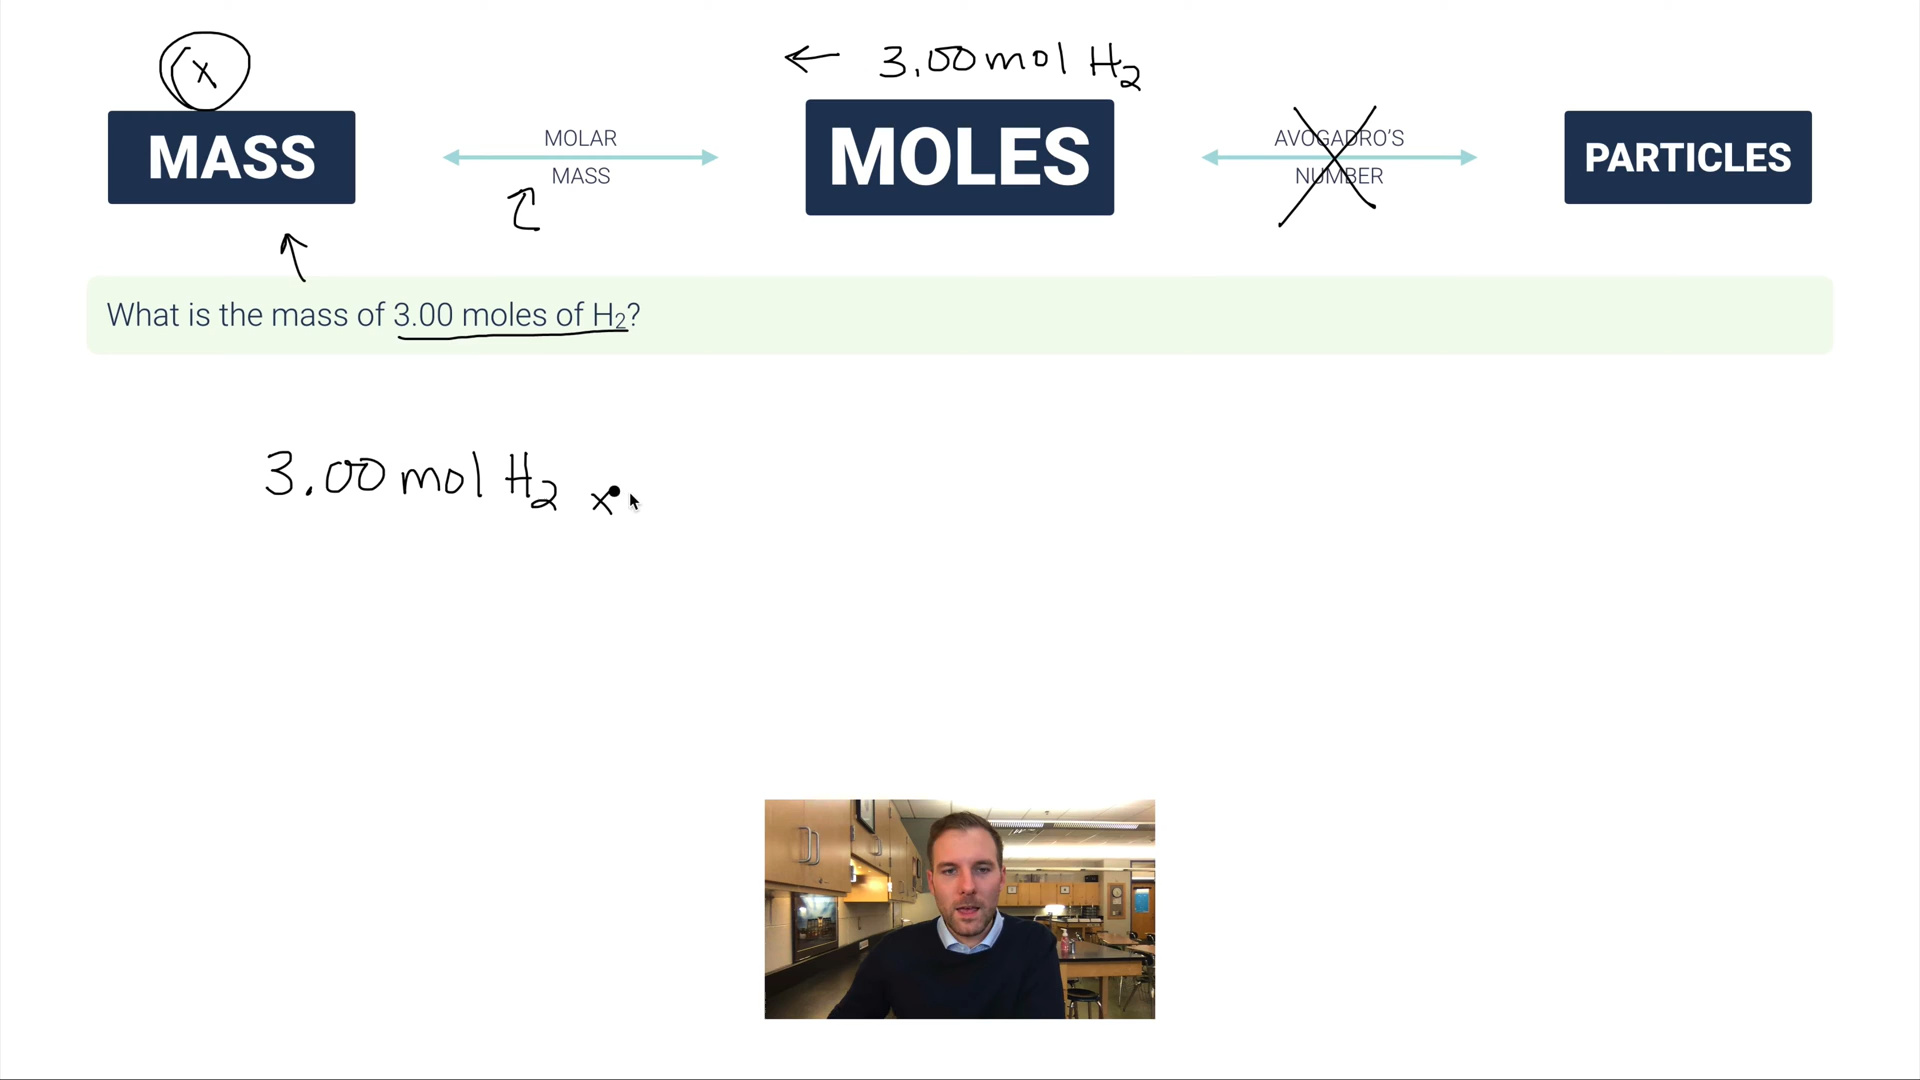 x
← 3.00 mol H₂
MASS
MOLAR
MASS
MOLES
AVOGADRO'S
NUMBER
PARTICLES
What is the mass of 3.00 moles of H₂?
3.00 mol H₂ x